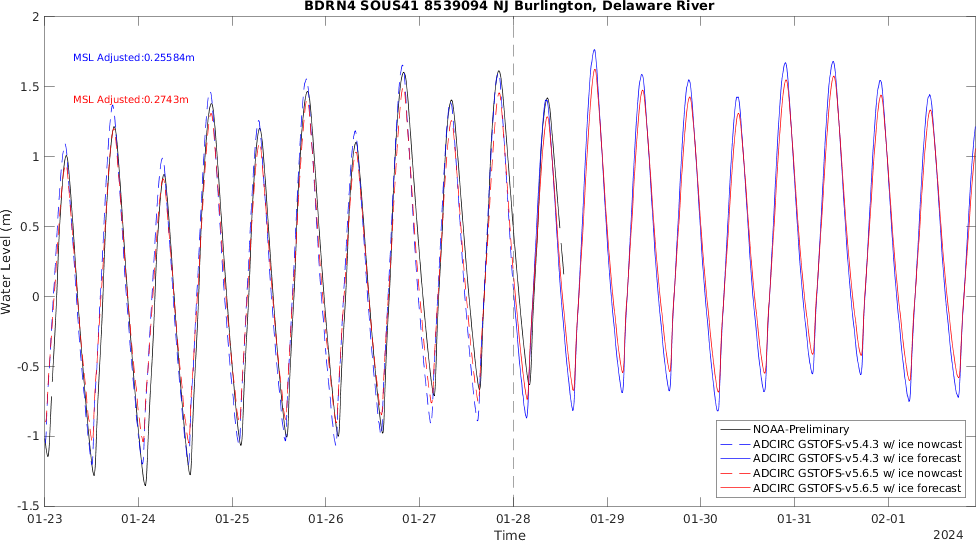 BDRN4 SOUS41 8539094 NJ Burlington, Delaware River
MSL Adjusted:0.25584m
MSL Adjusted:0.2743m
Water Level (m)
2
1.5
1
0.5
0
-0.5
-1
-1.5
NOAA-Preliminary
ADCIRC GSTOFS-v5.4.3 w/ ice nowcast
ADCIRC GSTOFS-v5.4.3 w/ ice forecast
ADCIRC GSTOFS-v5.6.5 w/ ice nowcast
ADCIRC GSTOFS-v5.6.5 w/ ice forecast
01-23 01-24 01-25 01-26 01-27 01-28 01-29 01-30 01-31 02-01
Time
2024